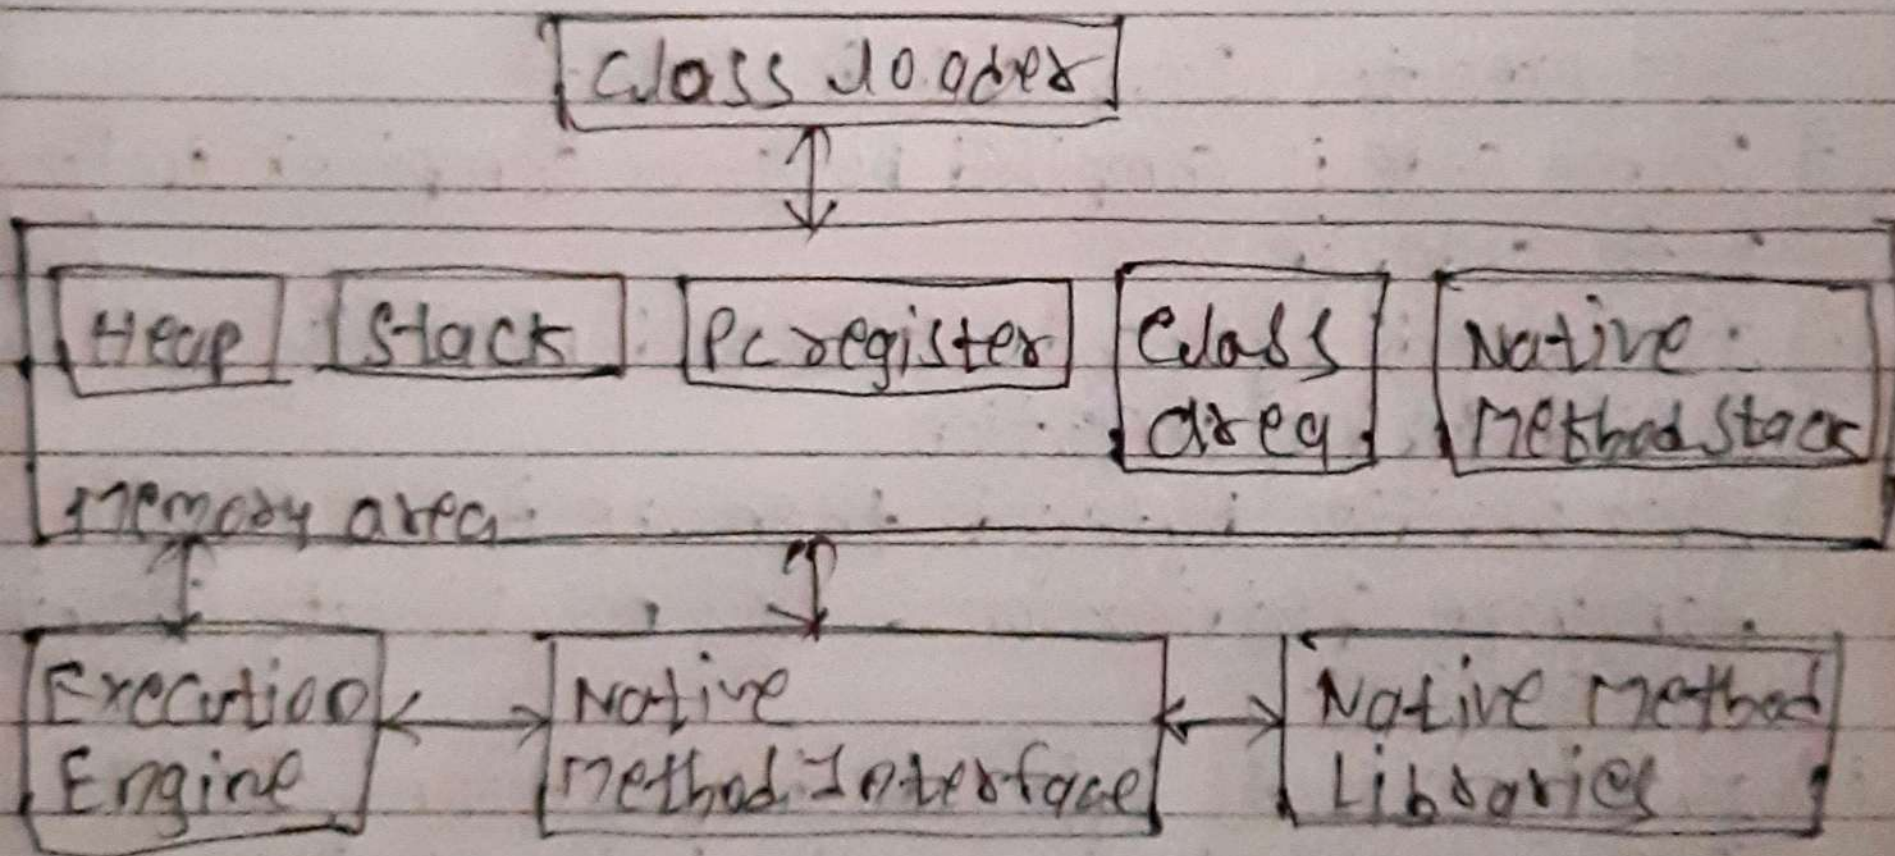 Class loader
Heap
Stack
Pc register
Class
area
Native
Method Stack
Memory area
Execution
Engine
Native
Method Interface
Native Method
Libraries